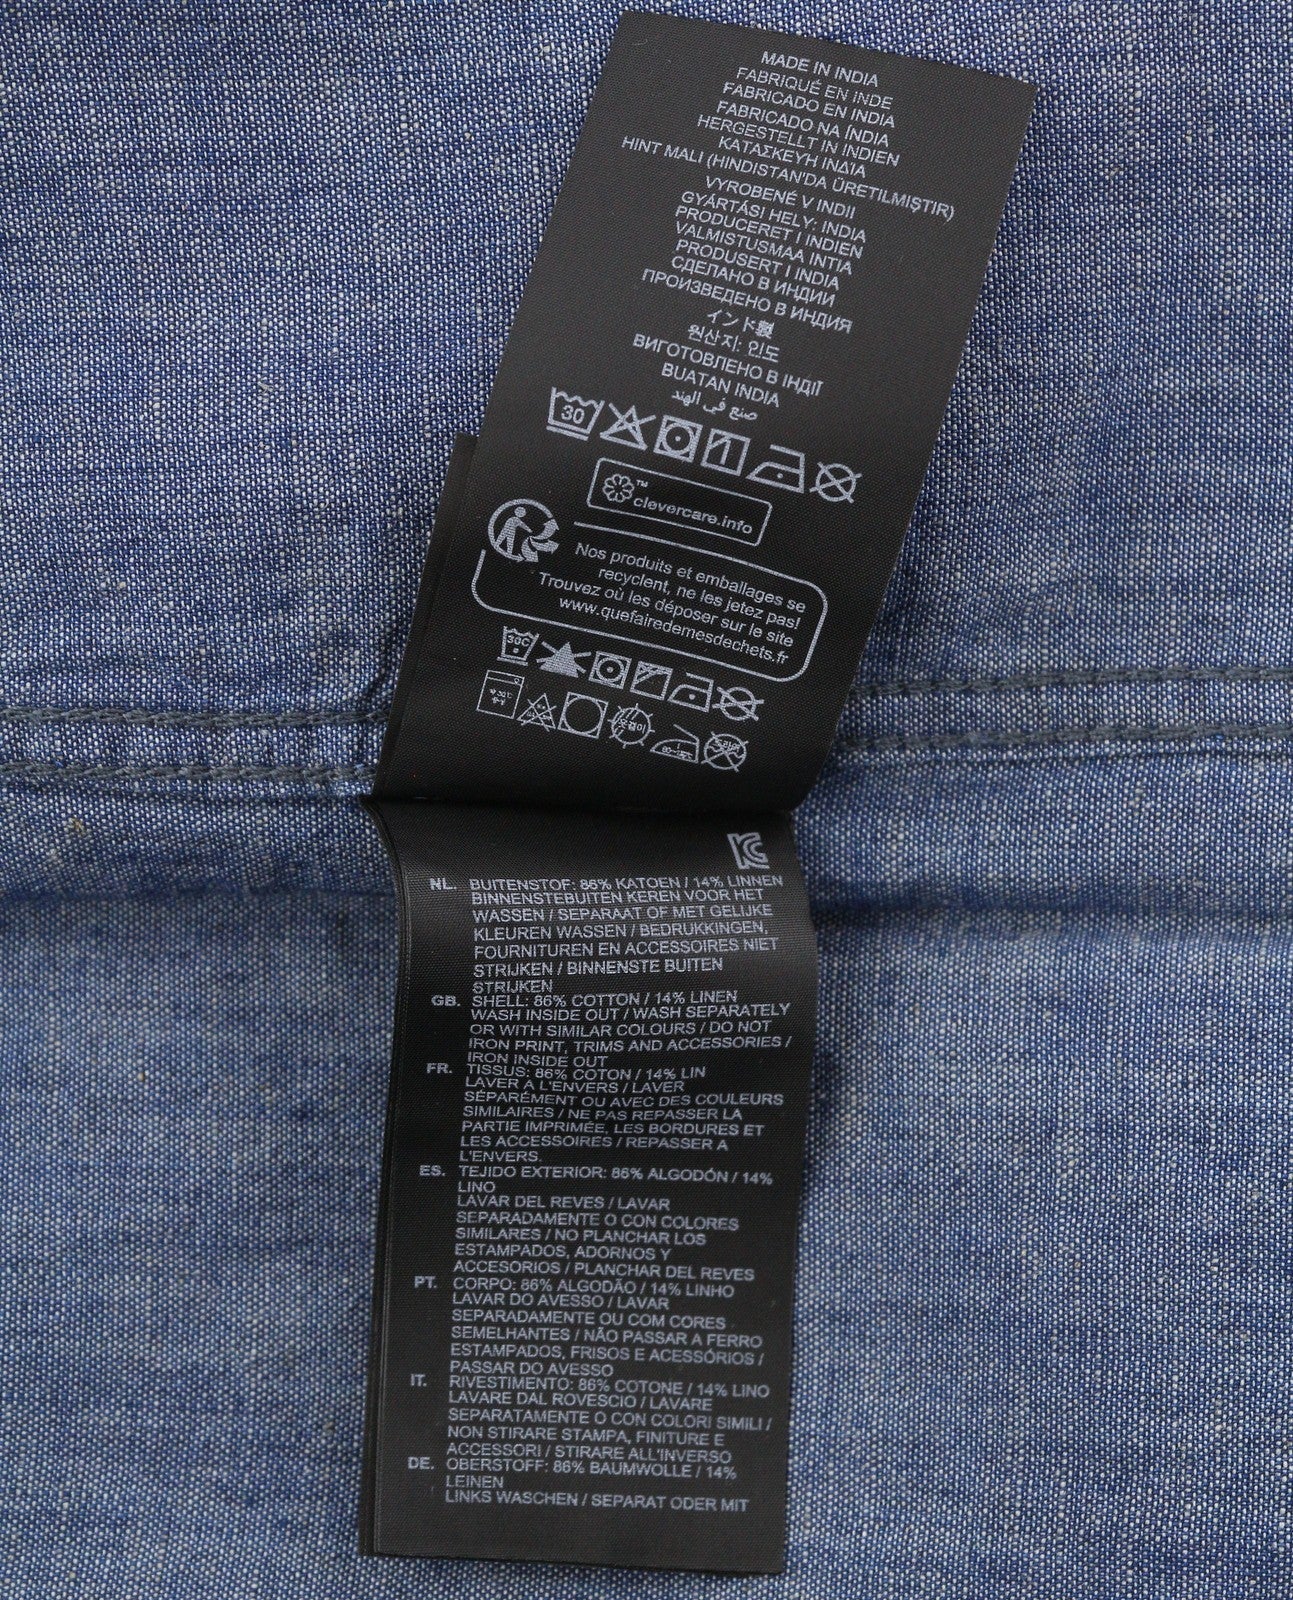 MADE IN INDIA
FABRIQUÉ EN INDE
FABRICADO EN INDIA
FABRICADO NA ÍNDIA
HERGESTELLT IN INDIEN
ΚΑΤΑΣΚΕΥΗ ΙΝΔΊΑ
HINT MALI (HINDISTAN'DA ÜRETILMIŞTIR)
VYROBENÉ V INDII
GYÁRTÁSI HELY: INDIA
PRODUCERET I INDIEN
VALMISTUSMAA INTIA
PRODUSERT I INDIA
СДЕЛАНО В ИНДИИ
ПРОИЗВЕДЕНО В ИНДИЯ
インド製
원산지: 인도
ВИГОТОВЛЕНО В ІНДІЇ
BUATAN INDIA
صنع في الهند
30
™
clevercare.info
Nos produits et emballages se
recyclent, ne les jetez pas!
Trouvez où les déposer sur le site
www.quefairedemesdechets.fr
30C
NL. BUITENSTOF: 86% KATOEN / 14% LINNEN
BINNENSTEBUITEN KEREN VOOR HET
WASSEN / SEPARAAT OF MET GELIJKE
KLEUREN WASSEN / BEDRUKKINGEN,
FOURNITUREN EN ACCESSOIRES NIET
STRIJKEN / BINNENSTE BUITEN
STRIJKEN
GB. SHELL: 86% COTTON / 14% LINEN
WASH INSIDE OUT / WASH SEPARATELY
OR WITH SIMILAR COLOURS / DO NOT
IRON PRINT, TRIMS AND ACCESSORIES /
IRON INSIDE OUT
FR. TISSUS: 86% COTON / 14% LIN
LAVER A L'ENVERS / LAVER
SÉPARÉMENT OU AVEC DES COULEURS
SIMILAIRES / NE PAS REPASSER LA
PARTIE IMPRIMÉE, LES BORDURES ET
LES ACCESSOIRES / REPASSER A
L'ENVERS.
ES. TEJIDO EXTERIOR: 86% ALGODÓN / 14%
LINO
LAVAR DEL REVES / LAVAR
SEPARADAMENTE O CON COLORES
SIMILARES / NO PLANCHAR LOS
ESTAMPADOS, ADORNOS Y
ACCESORIOS / PLANCHAR DEL REVES
PT. CORPO: 86% ALGODÃO / 14% LINHO
LAVAR DO AVESSO / LAVAR
SEPARADAMENTE OU COM CORES
SEMELHANTES / NÃO PASSAR A FERRO
ESTAMPADOS, FRISOS E ACESSÓRIOS /
PASSAR DO AVESSO
IT. RIVESTIMENTO: 86% COTONE / 14% LINO
LAVARE DAL ROVESCIO / LAVARE
SEPARATAMENTE O CON COLORI SIMILI /
NON STIRARE STAMPA, FINITURE E
ACCESSORI / STIRARE ALL'INVERSO
DE. OBERSTOFF: 86% BAUMWOLLE / 14%
LEINEN
LINKS WASCHEN / SEPARAT ODER MIT